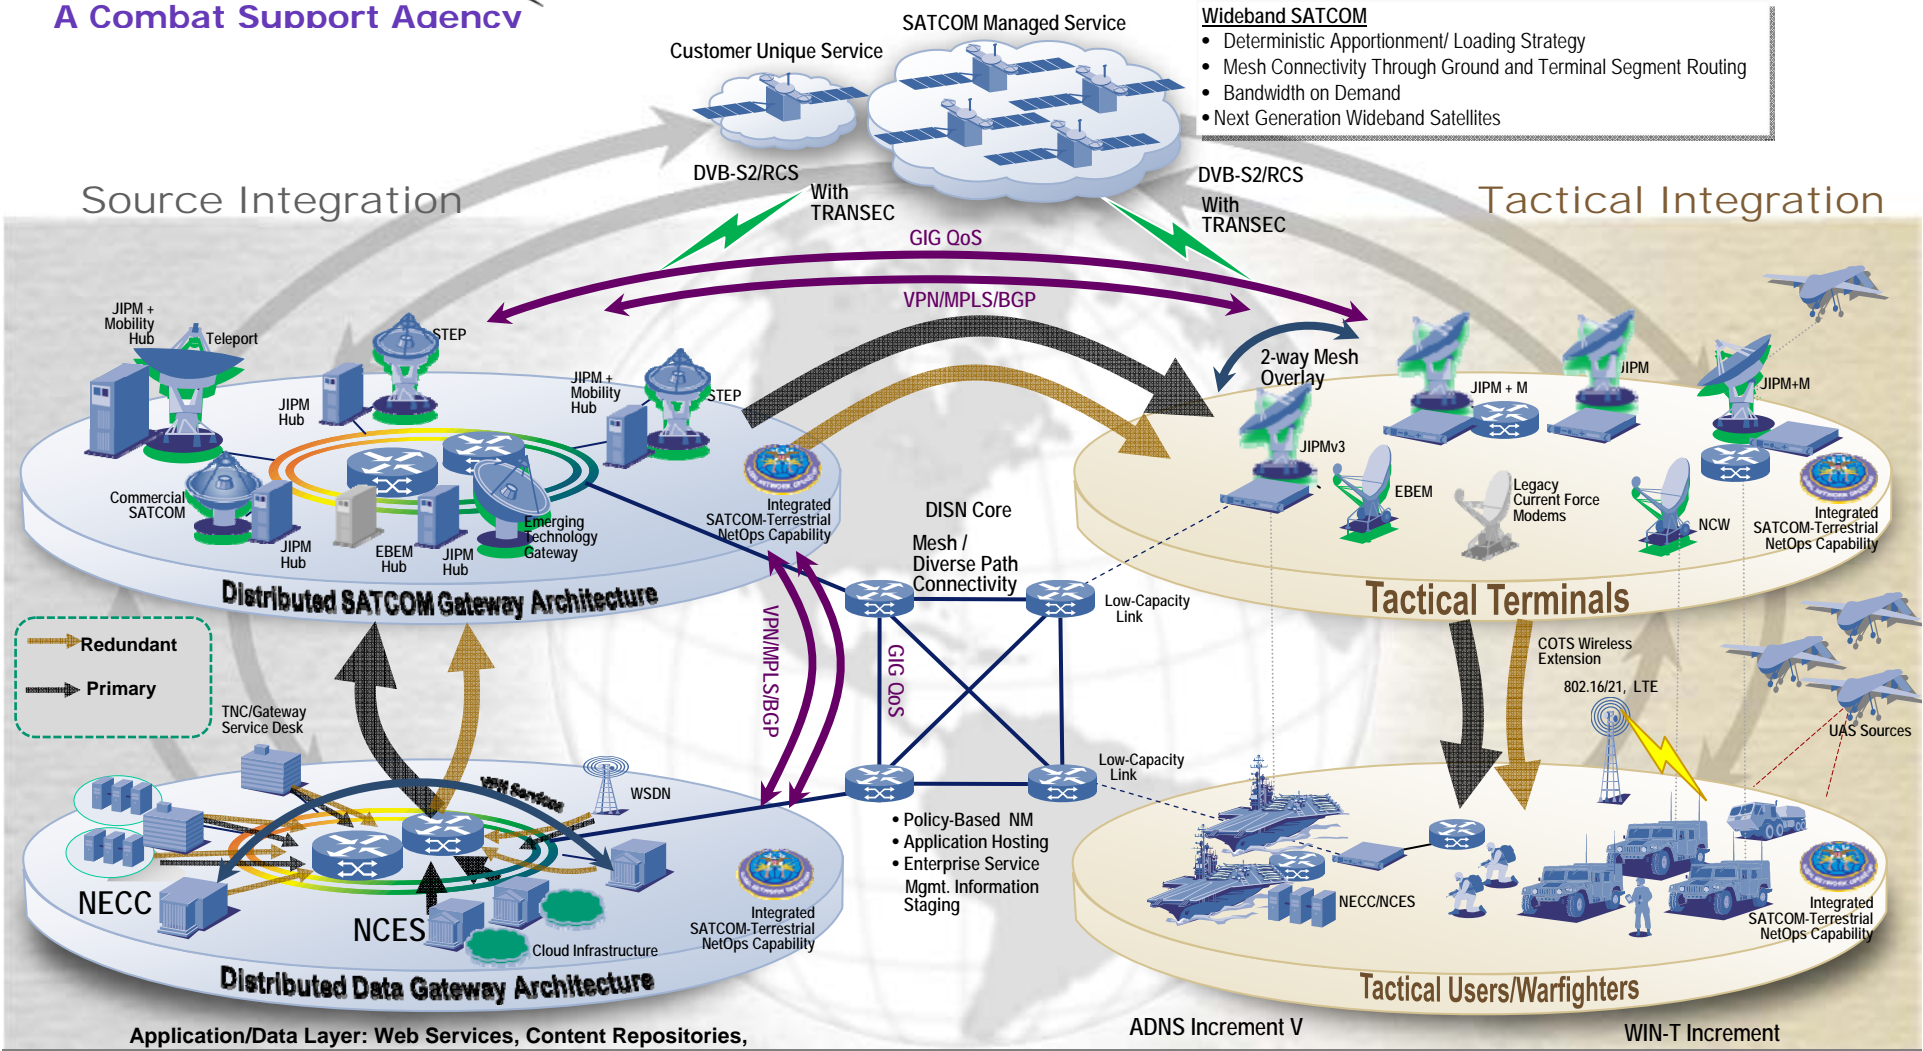 A Combat Support Agency
SATCOM Managed Service
Customer Unique Service
Wideband SATCOM
• Deterministic Apportionment/ Loading Strategy
• Mesh Connectivity Through Ground and Terminal Segment Routing
• Bandwidth on Demand
• Next Generation Wideband Satellites
DVB-S2/RCS
With
TRANSEC
DVB-S2/RCS
With
TRANSEC
Source Integration
Tactical Integration
GIG QoS
VPN/MPLS/BGP
2-way Mesh
Overlay
JIPM +
Mobility
Hub
Teleport
STEP
JIPM
Hub
JIPM +
Mobility
Hub
STEP
Commercial
SATCOM
JIPM
Hub
EBEM
Hub
JIPM
Hub
Emerging
Technology
Gateway
Integrated
SATCOM-Terrestrial
NetOps Capability
Distributed SATCOM Gateway Architecture
JIPM + M
JIPM
JIPM+M
JIPMv3
EBEM
Legacy
Current Force
Modems
NCW
Integrated
SATCOM-Terrestrial
NetOps Capability
Tactical Terminals
DISN Core
Mesh /
Diverse Path
Connectivity
Low-Capacity
Link
GIG QoS
VPN/MPLS/BGP
Low-Capacity
Link
• Policy-Based NM
• Application Hosting
• Enterprise Service
Mgmt. Information
Staging
Redundant
Primary
TNC/Gateway
Service Desk
VPN Services
WSDN
NECC
NCES
Cloud Infrastructure
Integrated
SATCOM-Terrestrial
NetOps Capability
Distributed Data Gateway Architecture
COTS Wireless
Extension
802.16/21, LTE
UAS Sources
NECC/NCES
Integrated
SATCOM-Terrestrial
NetOps Capability
Tactical Users/Warfighters
Application/Data Layer: Web Services, Content Repositories,
ADNS Increment V
WIN-T Increment